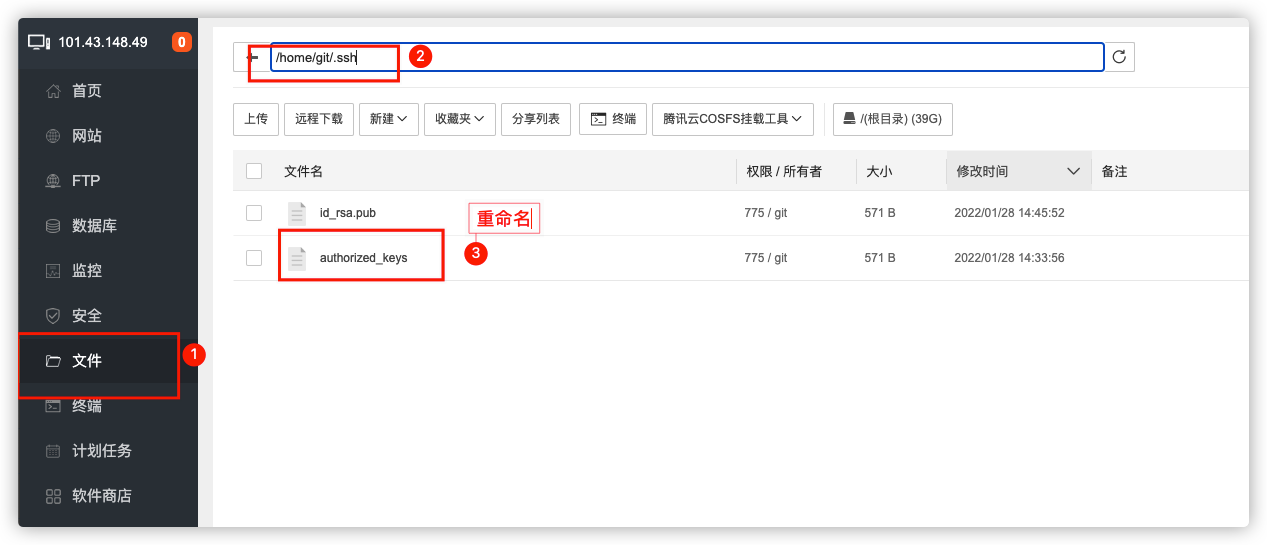 101.43.148.49 0
首页
网站
FTP
数据库
监控
安全
文件
1
终端
计划任务
软件商店
/home/git/.ssh
2
上传 远程下载 新建 收藏夹 分享列表 终端 腾讯云COSFS挂载工具 /(根目录) (39G)
文件名 权限 / 所有者 大小 修改时间 备注
id_rsa.pub 775 / git 571 B 2022/01/28 14:45:52
重命名
3
authorized_keys 775 / git 571 B 2022/01/28 14:33:56